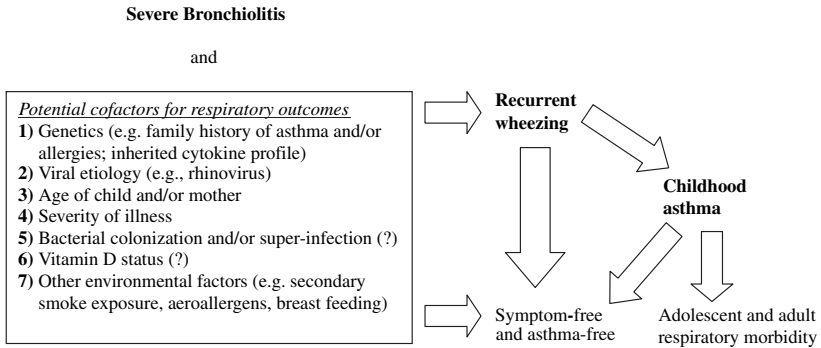 Severe Bronchiolitis
and
Potential cofactors for respiratory outcomes
1) Genetics (e.g. family history of asthma and/or
allergies; inherited cytokine profile)
2) Viral etiology (e.g., rhinovirus)
3) Age of child and/or mother
4) Severity of illness
5) Bacterial colonization and/or super-infection (?)
6) Vitamin D status (?)
7) Other environmental factors (e.g. secondary
smoke exposure, aeroallergens, breast feeding)
Recurrent
wheezing
Childhood
asthma
Symptom-free
and asthma-free
Adolescent and adult
respiratory morbidity